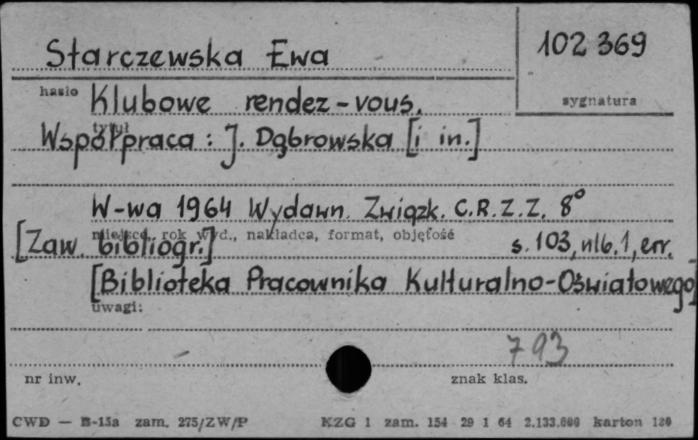 Starczewska Ewa
102 369
hasło
sygnatura
Klubowe rendez-vous.
tytuł
Współpraca : J. Dąbrowska [i in.]
W-wa 1964 Wydawn. Związk. C.R.Z.Z. 8°
miejsce, rok wyd., nakładca, format, objętość
[Zaw. bibliogr.] s. 103, nlb. 1, err.
[Biblioteka Pracownika Kulturalno-Oświatowego]
uwagi:
793
nr inw. znak klas.
CWD — B-15a zam. 275/ZW/P KZG 1 zam. 154 29 1 64 2.133.600 karton 120